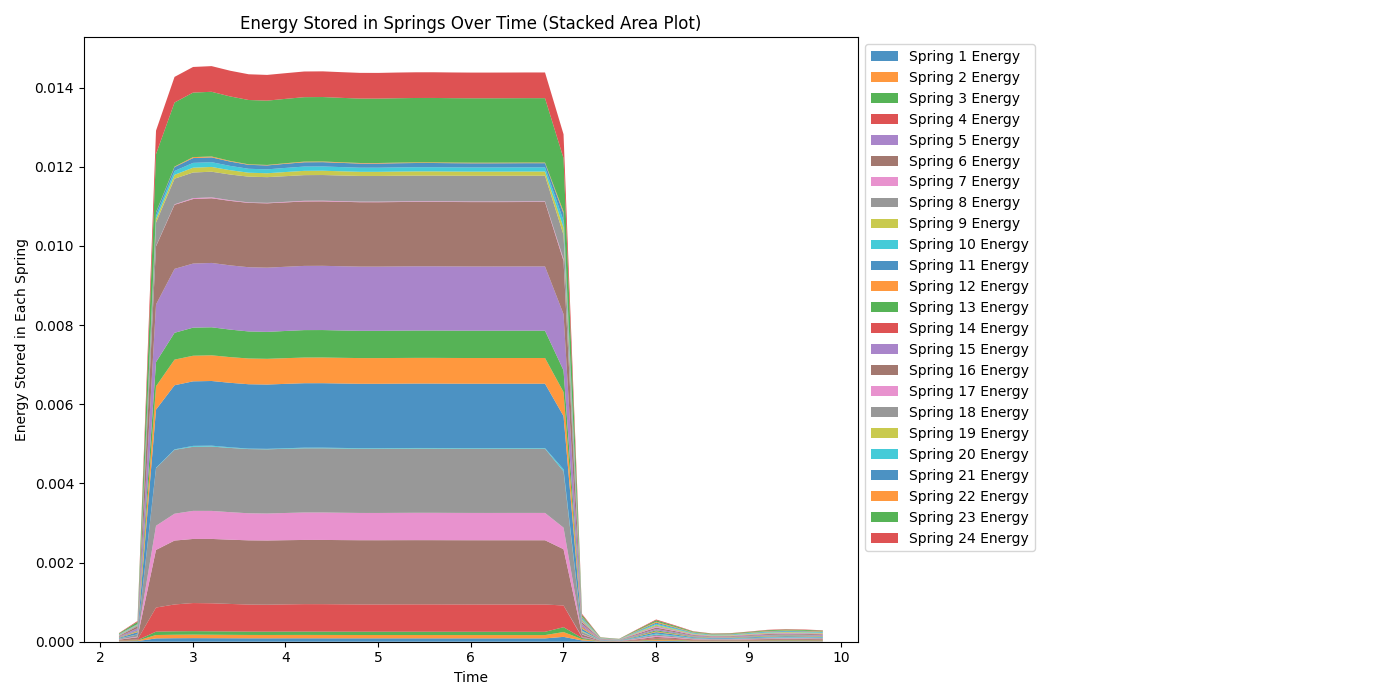 Energy Stored in Springs Over Time (Stacked Area Plot)
Energy Stored in Each Spring
0.014
0.012
0.010
0.008
0.006
0.004
0.002
0.000
2 3 4 5 6 7 8 9 10
Time
Spring 1 Energy
Spring 2 Energy
Spring 3 Energy
Spring 4 Energy
Spring 5 Energy
Spring 6 Energy
Spring 7 Energy
Spring 8 Energy
Spring 9 Energy
Spring 10 Energy
Spring 11 Energy
Spring 12 Energy
Spring 13 Energy
Spring 14 Energy
Spring 15 Energy
Spring 16 Energy
Spring 17 Energy
Spring 18 Energy
Spring 19 Energy
Spring 20 Energy
Spring 21 Energy
Spring 22 Energy
Spring 23 Energy
Spring 24 Energy